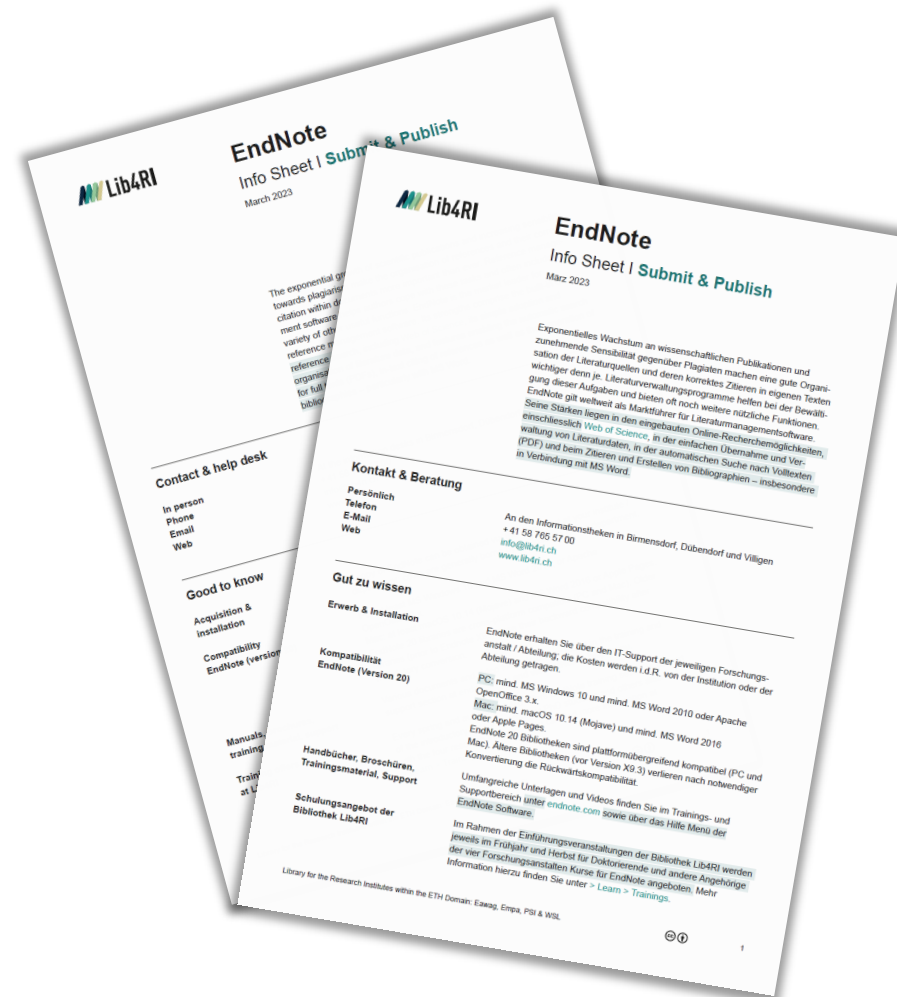 Lib4RI
EndNote
Info Sheet I Submit & Publish
March 2023
The exponential
towards
citation within
ment software
variety of
reference
reference
for full
Contact & help desk
In person
Phone
Email
Web
Good to know
Acquisition &
installation
Compatibility
EndNote
Manuals,
training
at
Lib4RI
EndNote
Info Sheet I Submit & Publish
März 2023
Exponentielles Wachstum an wissenschaftlichen Publikationen und
zunehmende Sensibilität gegenüber Plagiaten machen eine gute Organi-
sation der Literaturquellen und deren korrektes Zitieren in eigenen Texten
wichtiger denn je. Literaturverwaltungsprogramme helfen bei der Bewälti-
gung dieser Aufgaben und bieten oft noch weitere nützliche Funktionen.
EndNote gilt weltweit als Marktführer für Literaturmanagementsoftware.
Seine Stärken liegen in den eingebauten Online-Recherchemöglichkeiten,
einschliesslich Web of Science, in der einfachen Übernahme und Ver-
waltung von Literaturdaten, in der automatischen Suche nach Volltexten
(PDF) und beim Zitieren und Erstellen von Bibliographien – insbesondere
in Verbindung mit MS Word.
Kontakt & Beratung
Persönlich
Telefon
E-Mail
Web
An den Informationstheken in Birmensdorf, Dübendorf und Villigen
+41 58 765 57 00
info@lib4ri.ch
www.lib4ri.ch
Gut zu wissen
Erwerb & Installation
EndNote erhalten Sie über den IT-Support der jeweiligen Forschungs-
anstalt / Abteilung; die Kosten werden i.d.R. von der Institution oder der
Abteilung getragen.
Kompatibilität
EndNote (Version 20)
PC: mind. MS Windows 10 und mind. MS Word 2010 oder Apache
OpenOffice 3.x.
Mac: mind. macOS 10.14 (Mojave) und mind. MS Word 2016
oder Apple Pages.
EndNote 20 Bibliotheken sind plattformübergreifend kompatibel (PC und
Mac). Ältere Bibliotheken (vor Version X9.3) verlieren nach notwendiger
Konvertierung die Rückwärtskompatibilität.
Handbücher, Broschüren,
Trainingsmaterial, Support
Umfangreiche Unterlagen und Videos finden Sie im Trainings- und
Supportbereich unter endnote.com sowie über das Hilfe Menü der
EndNote Software.
Schulungsangebot der
Bibliothek Lib4RI
Im Rahmen der Einführungsveranstaltungen der Bibliothek Lib4RI werden
jeweils im Frühjahr und Herbst für Doktorierende und andere Angehörige
der vier Forschungsanstalten Kurse für EndNote angeboten. Mehr
Information hierzu finden Sie unter > Learn > Trainings.
Library for the Research Institutes within the ETH Domain: Eawag, Empa, PSI & WSL
1